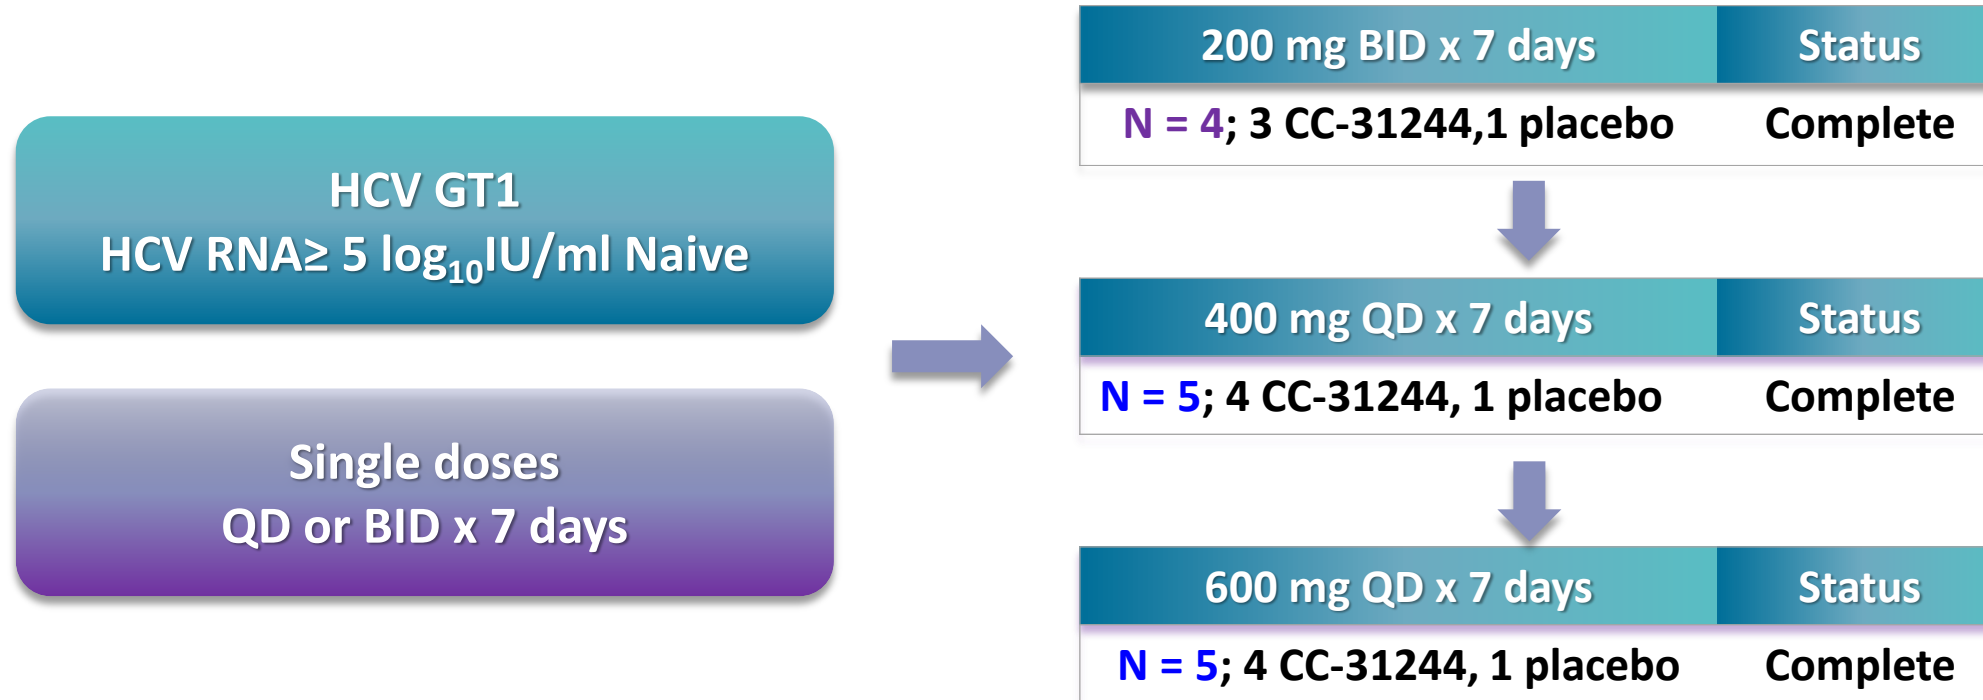 HCV GT1
HCV RNA≥ 5 log₁₀IU/ml Naive
Single doses
QD or BID x 7 days
200 mg BID x 7 days Status
N = 4; 3 CC-31244,1 placebo Complete
400 mg QD x 7 days Status
N = 5; 4 CC-31244, 1 placebo Complete
600 mg QD x 7 days Status
N = 5; 4 CC-31244, 1 placebo Complete